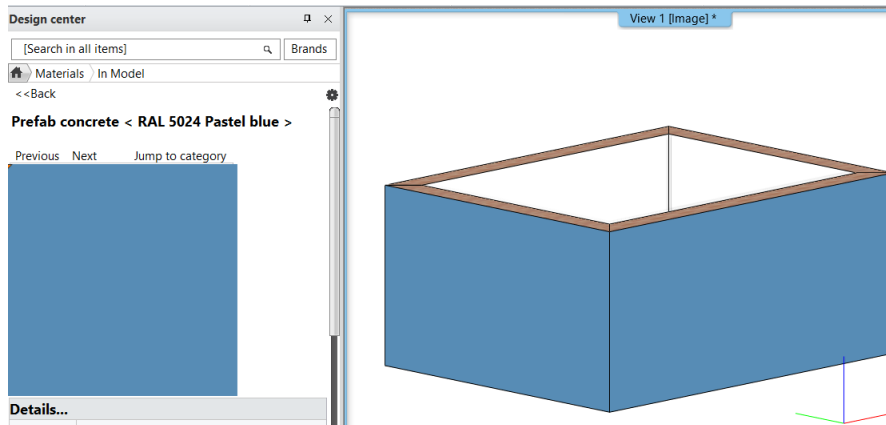 Design center
View 1 [Image] *
[Search in all items]
Brands
Materials
In Model
<<Back
Prefab concrete < RAL 5024 Pastel blue >
Previous Next Jump to category
Details...